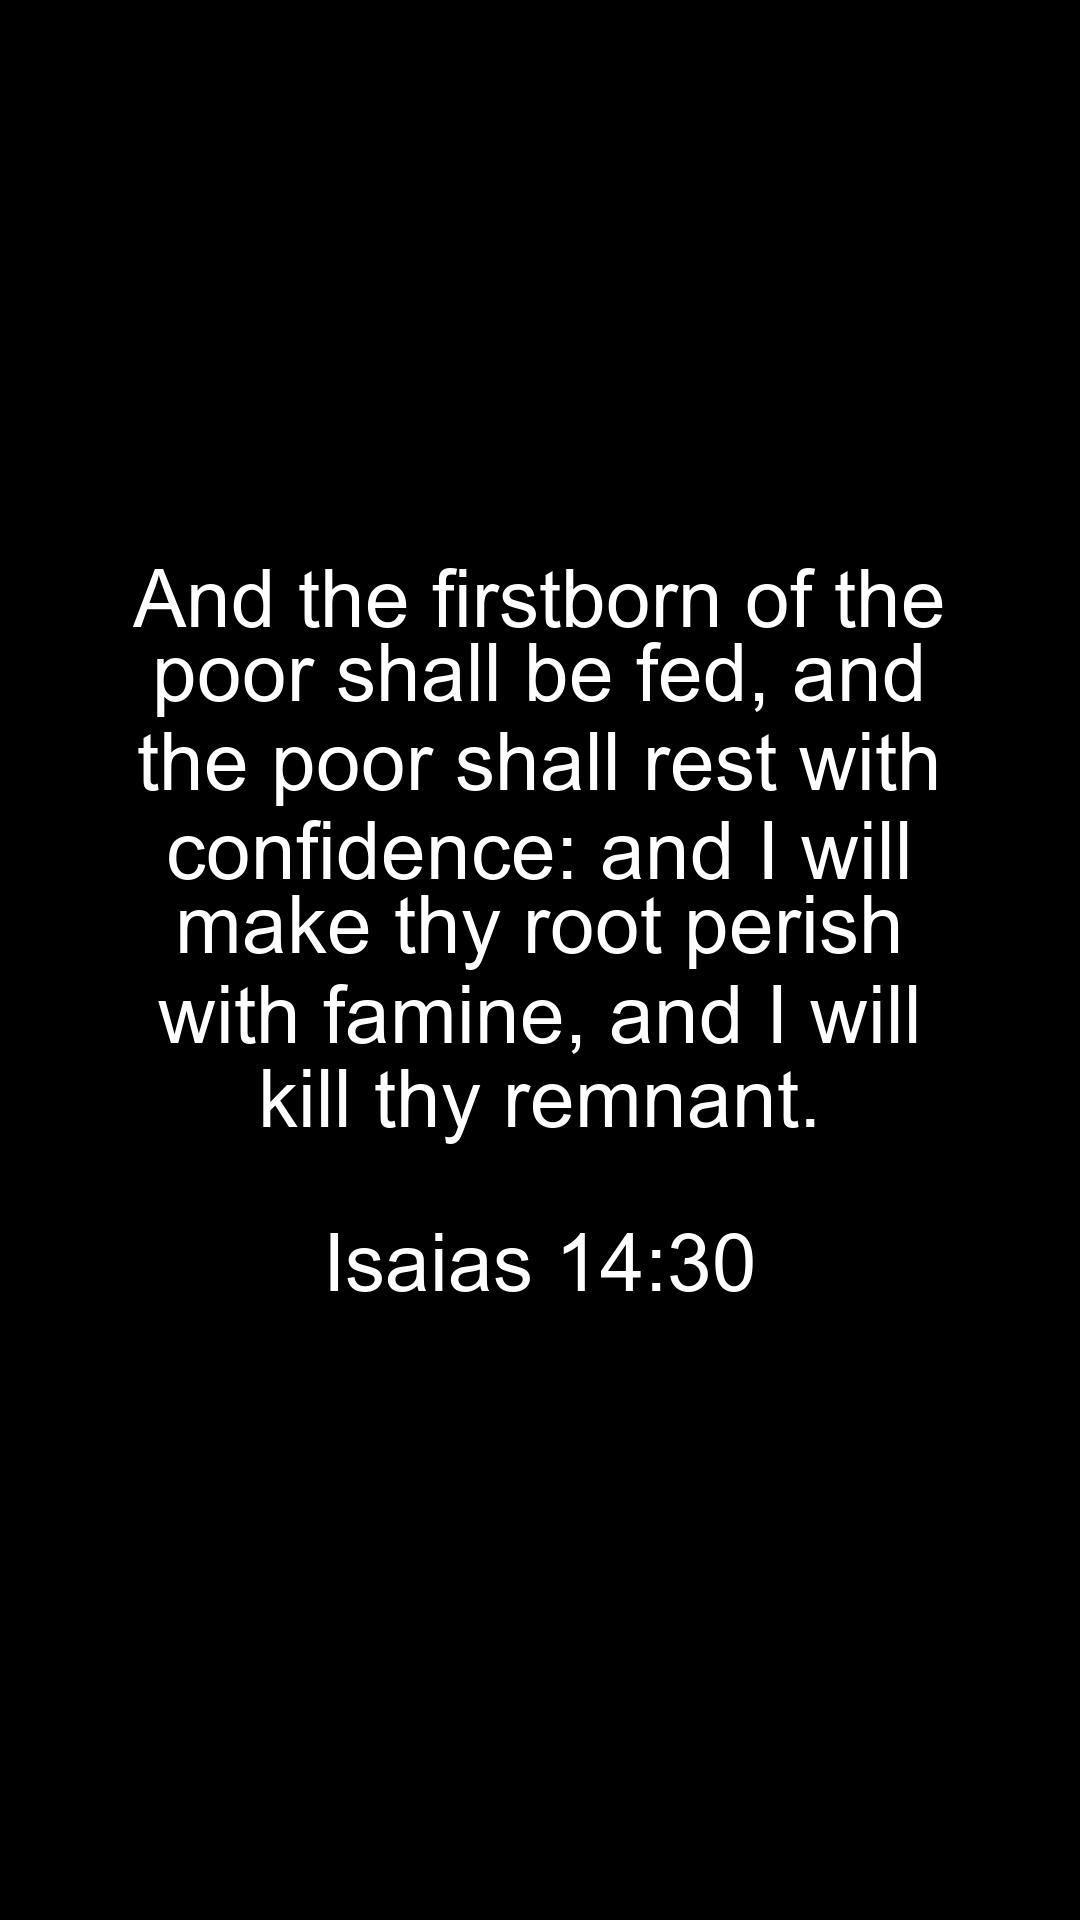 And the firstborn of the
poor shall be fed, and
the poor shall rest with
confidence: and I will
make thy root perish
with famine, and I will
kill thy remnant.
Isaias 14:30